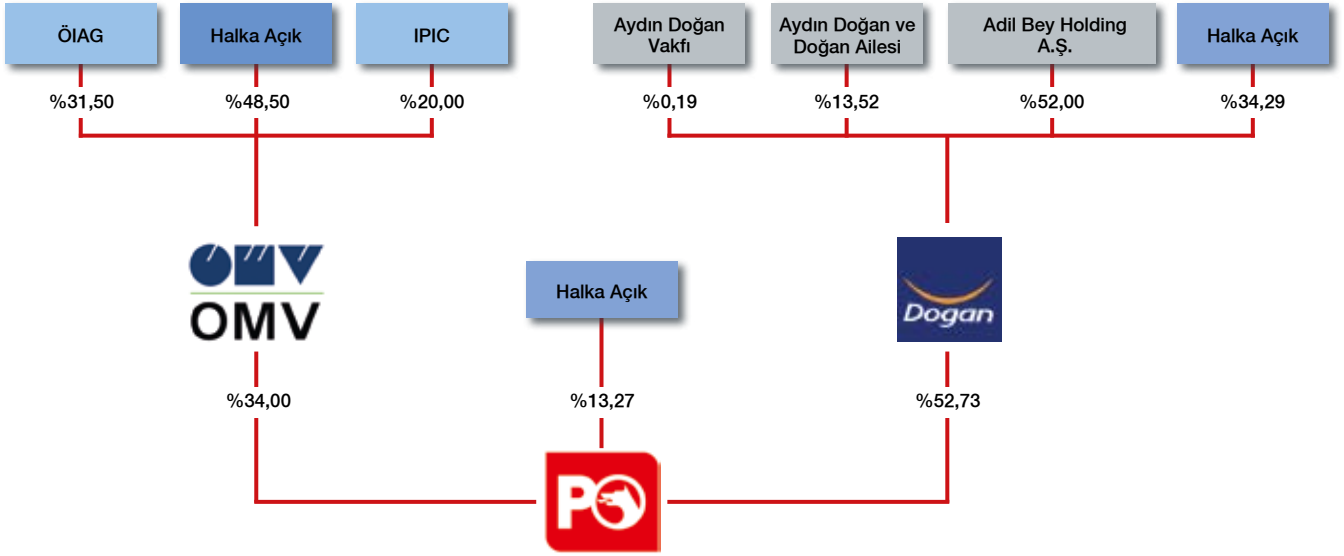 ÖIAG
Halka Açık
IPIC
Aydın Doğan
Vakfı
Aydın Doğan ve
Doğan Ailesi
Adil Bey Holding
A.Ş.
Halka Açık
%31,50
%48,50
%20,00
%0,19
%13,52
%52,00
%34,29
OMV
OMV
Halka Açık
Dogan
%34,00
%13,27
%52,73
PO